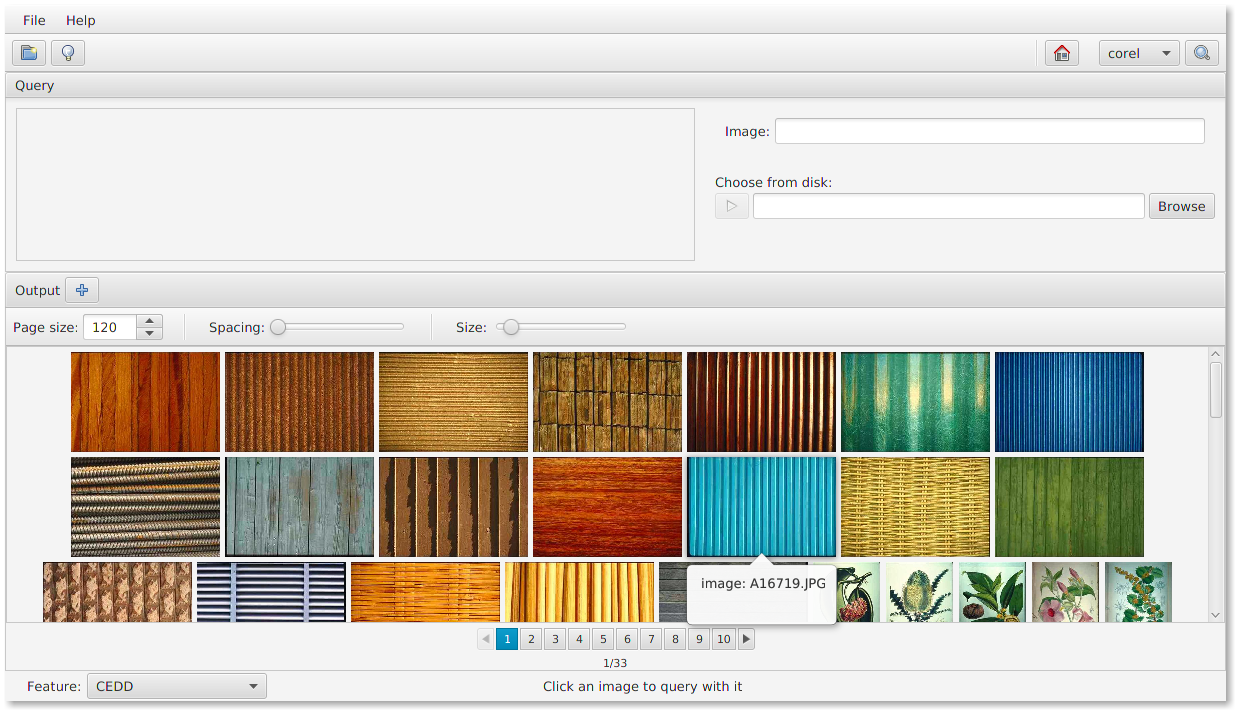 File Help
corel
Query
Image:
Choose from disk:
Browse
Output
Page size: 120 Spacing: Size:
image: A16719.JPG
1 2 3 4 5 6 7 8 9 10
1/33
Feature: CEDD Click an image to query with it